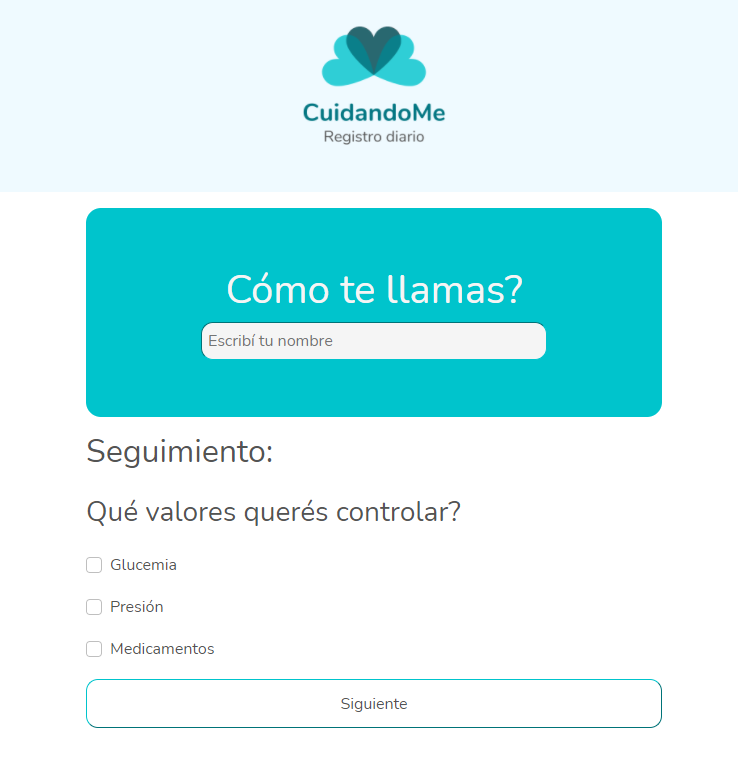 CuidandoMe
Registro diario
Cómo te llamas?
Escribí tu nombre
Seguimiento:
Qué valores querés controlar?
Glucemia
Presión
Medicamentos
Siguiente